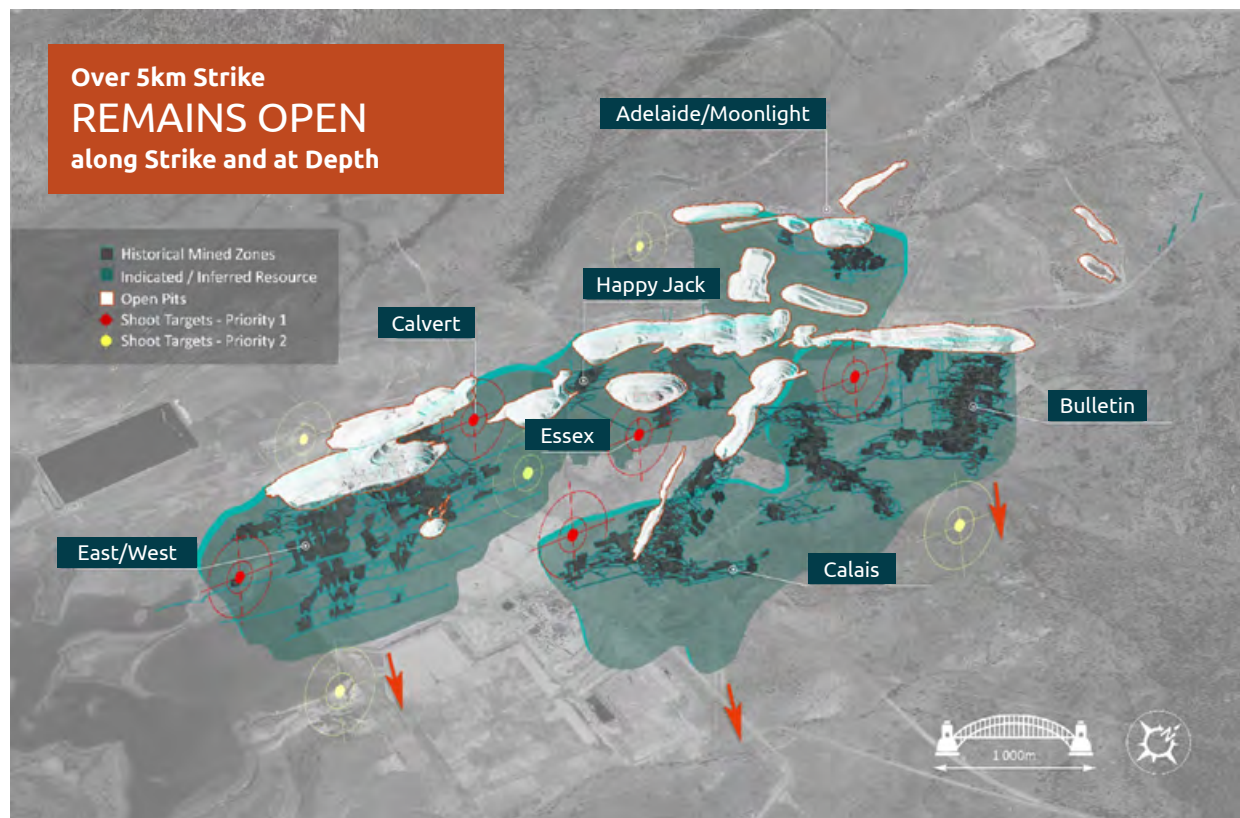 Over 5km Strike
REMAINS OPEN
along Strike and at Depth
Adelaide/Moonlight
Historical Mined Zones
Indicated / Inferred Resource
Open Pits
Shoot Targets - Priority 1
Shoot Targets - Priority 2
Happy Jack
Calvert
Bulletin
Essex
East/West
Calais
1 000m
N